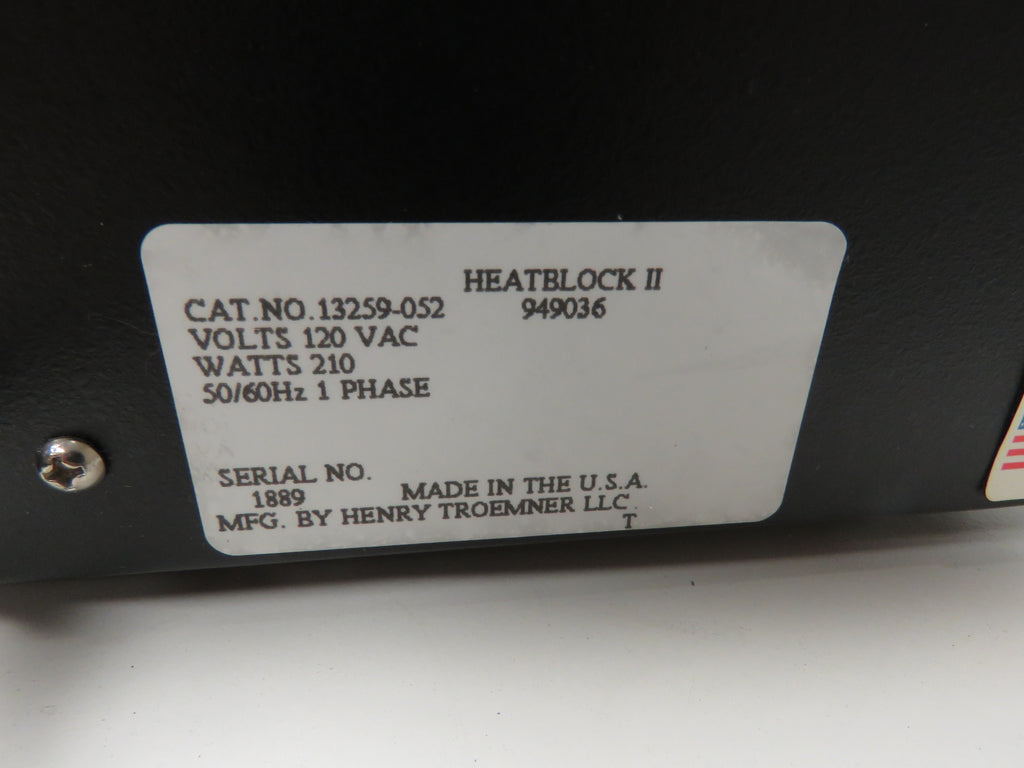 HEATBLOCK II
CAT.NO.13259-052 949036
VOLTS 120 VAC
WATTS 210
50/60Hz 1 PHASE
SERIAL NO.
1889 MADE IN THE U.S.A.
MFG. BY HENRY TROEMNER LLC
T